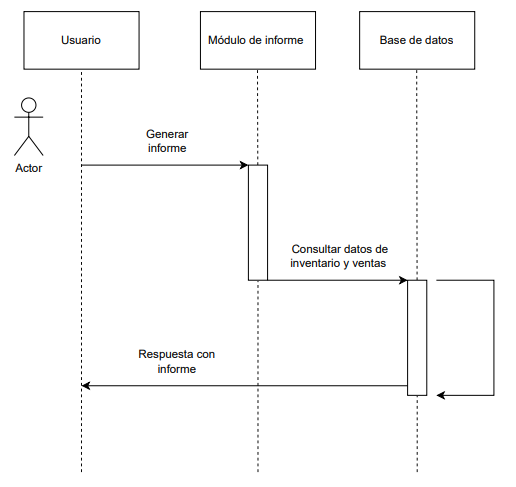 Usuario
Módulo de informe
Base de datos
Actor
Generar
informe
Consultar datos de
inventario y ventas
Respuesta con
informe